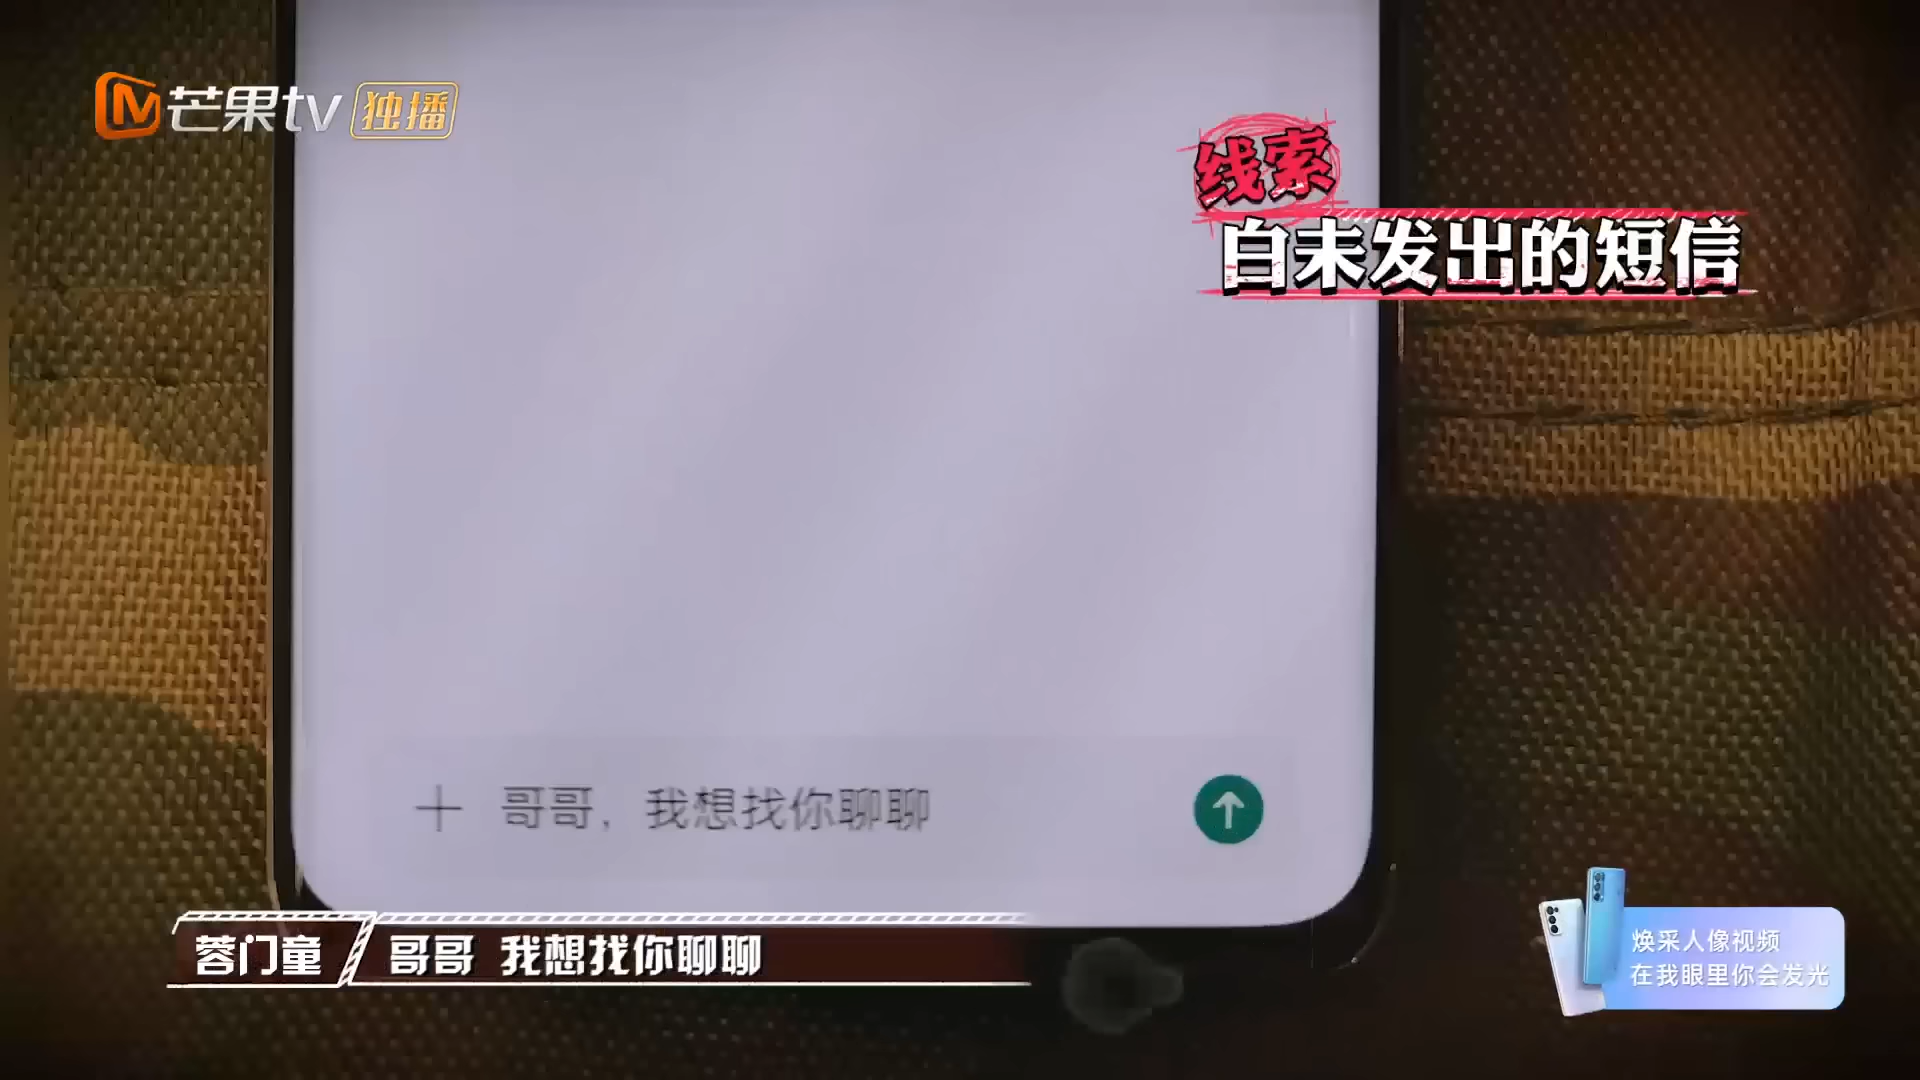 芒果tv 独播
线索
白未发出的短信
哥哥，我想找你聊聊
蓉门童 哥哥 我想找你聊聊
焕采人像视频
在我眼里你会发光